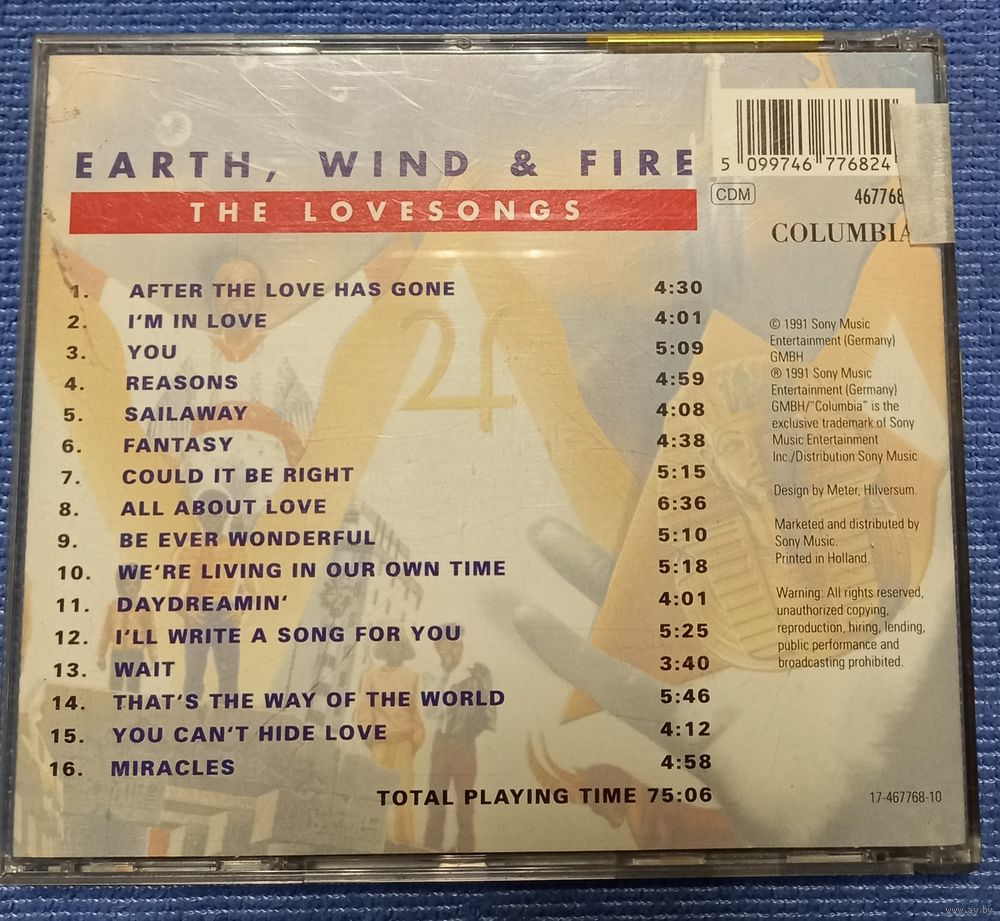 EARTH, WIND & FIRE
THE LOVESONGS
5 099746 776824
CDM
467768
COLUMBIA
1. AFTER THE LOVE HAS GONE 4:30
2. I'M IN LOVE 4:01
3. YOU 5:09
4. REASONS 4:59
5. SAILAWAY 4:08
6. FANTASY 4:38
7. COULD IT BE RIGHT 5:15
8. ALL ABOUT LOVE 6:36
9. BE EVER WONDERFUL 5:10
10. WE'RE LIVING IN OUR OWN TIME 5:18
11. DAYDREAMIN' 4:01
12. I'LL WRITE A SONG FOR YOU 5:25
13. WAIT 3:40
14. THAT'S THE WAY OF THE WORLD 5:46
15. YOU CAN'T HIDE LOVE 4:12
16. MIRACLES 4:58
TOTAL PLAYING TIME 75:06
© 1991 Sony Music
Entertainment (Germany)
GMBH
® 1991 Sony Music
Entertainment (Germany)
GMBH/"Columbia" is the
exclusive trademark of Sony
Music Entertainment
Inc./Distribution Sony Music
Design by Meter, Hilversum.
Marketed and distributed by
Sony Music.
Printed in Holland.
Warning: All rights reserved,
unauthorized copying,
reproduction, hiring, lending,
public performance and
broadcasting prohibited.
17-467768-10
21
www.ay.by